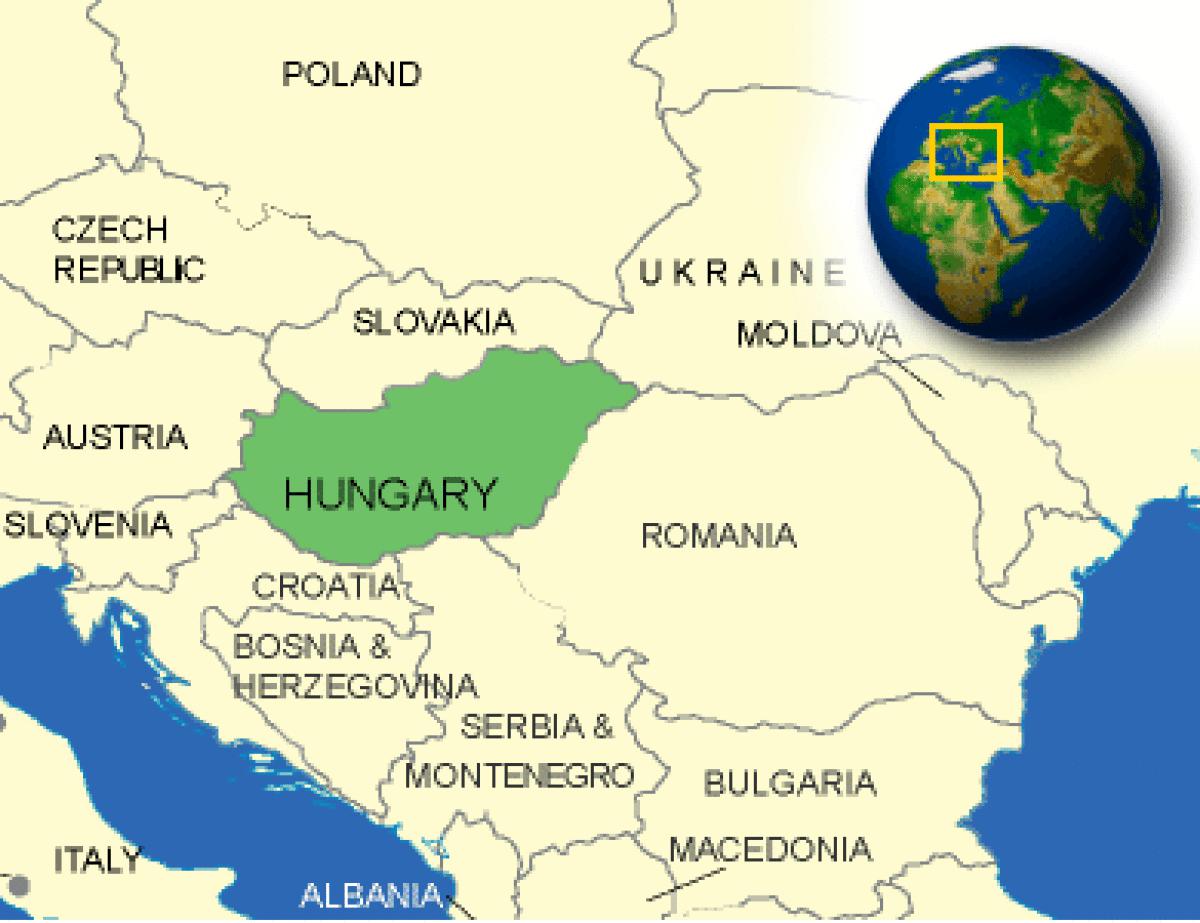 POLAND
CZECH
REPUBLIC
UKRAINE
SLOVAKIA
MOLDOVA
AUSTRIA
HUNGARY
SLOVENIA
ROMANIA
CROATIA
BOSNIA &
HERZEGOVINA
SERBIA &
MONTENEGRO
BULGARIA
MACEDONIA
ITALY
ALBANIA